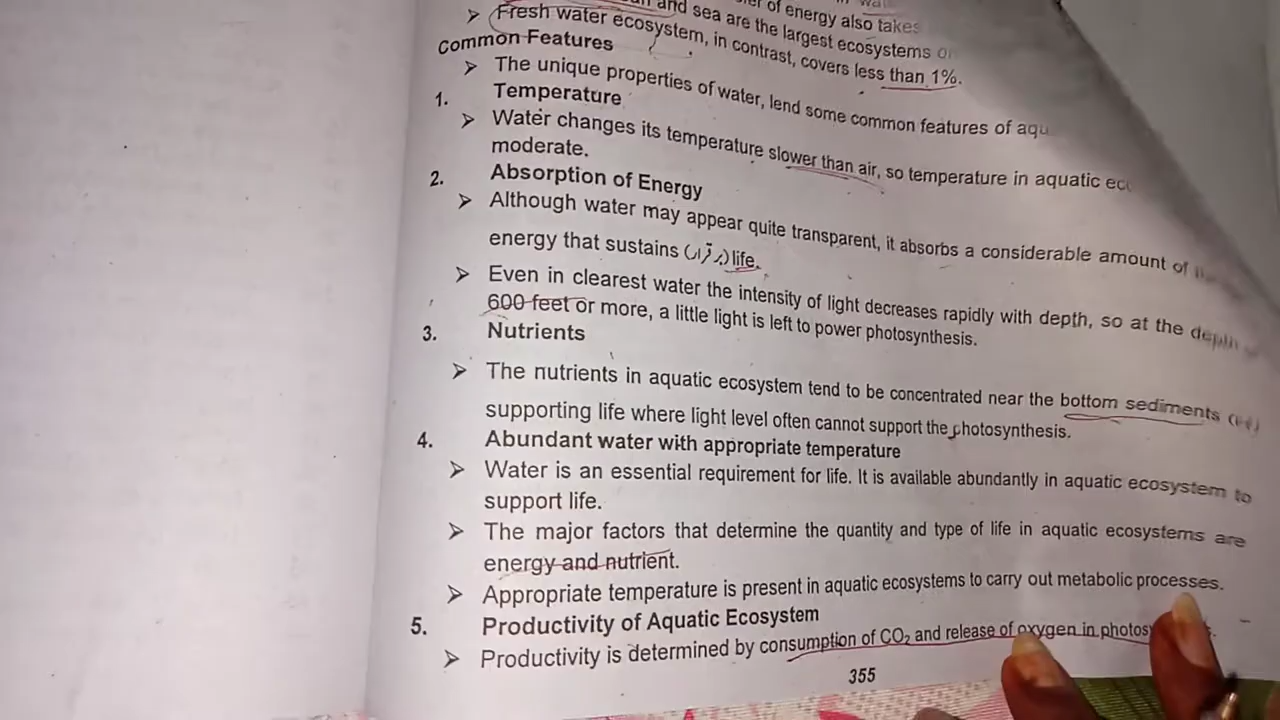 and sea are the largest ecosystems
of energy also takes
➢ Fresh water ecosystem, in contrast, covers less than 1%.
Common Features
➢ The unique properties of water, lend some common features of
1. Temperature
➢ Water changes its temperature slower than air, so temperature in aquatic
moderate.
2. Absorption of Energy
➢ Although water may appear quite transparent, it absorbs a considerable amount of
energy that sustains life.
➢ Even in clearest water the intensity of light decreases rapidly with depth, so at the depth
600 feet or more, a little light is left to power photosynthesis.
3. Nutrients
➢ The nutrients in aquatic ecosystem tend to be concentrated near the bottom sediments
supporting life where light level often cannot support the photosynthesis.
4. Abundant water with appropriate temperature
➢ Water is an essential requirement for life. It is available abundantly in aquatic ecosystem to
support life.
➢ The major factors that determine the quantity and type of life in aquatic ecosystems are
energy and nutrient.
➢ Appropriate temperature is present in aquatic ecosystems to carry out metabolic processes.
5. Productivity of Aquatic Ecosystem
➢ Productivity is determined by consumption of CO₂ and release of oxygen in
355